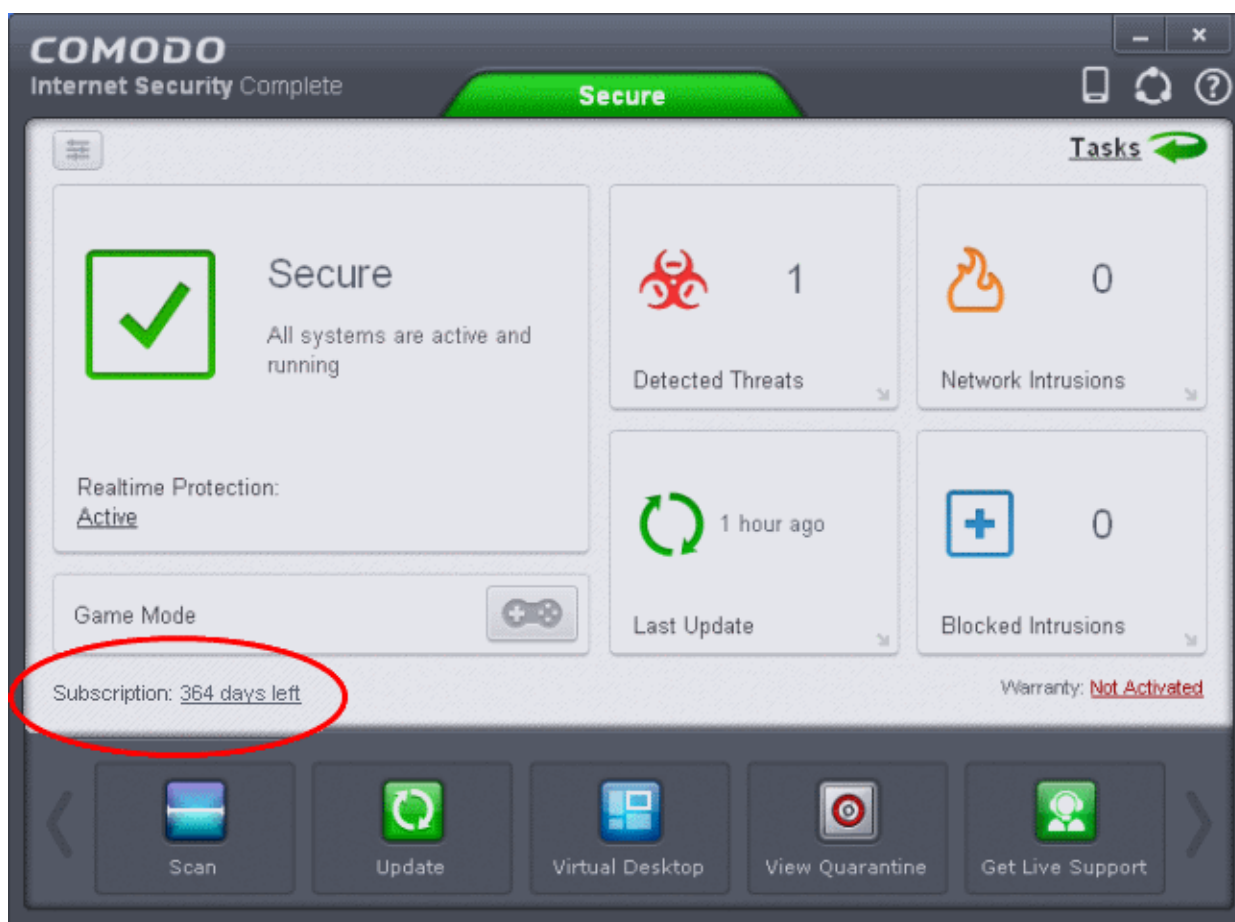 COMODO
Internet Security Complete
Secure
Tasks
Secure
All systems are active and
running
Realtime Protection:
Active
1
Detected Threats
0
Network Intrusions
1 hour ago
Last Update
0
Blocked Intrusions
Game Mode
Subscription: 364 days left
Warranty: Not Activated
Scan
Update
Virtual Desktop
View Quarantine
Get Live Support